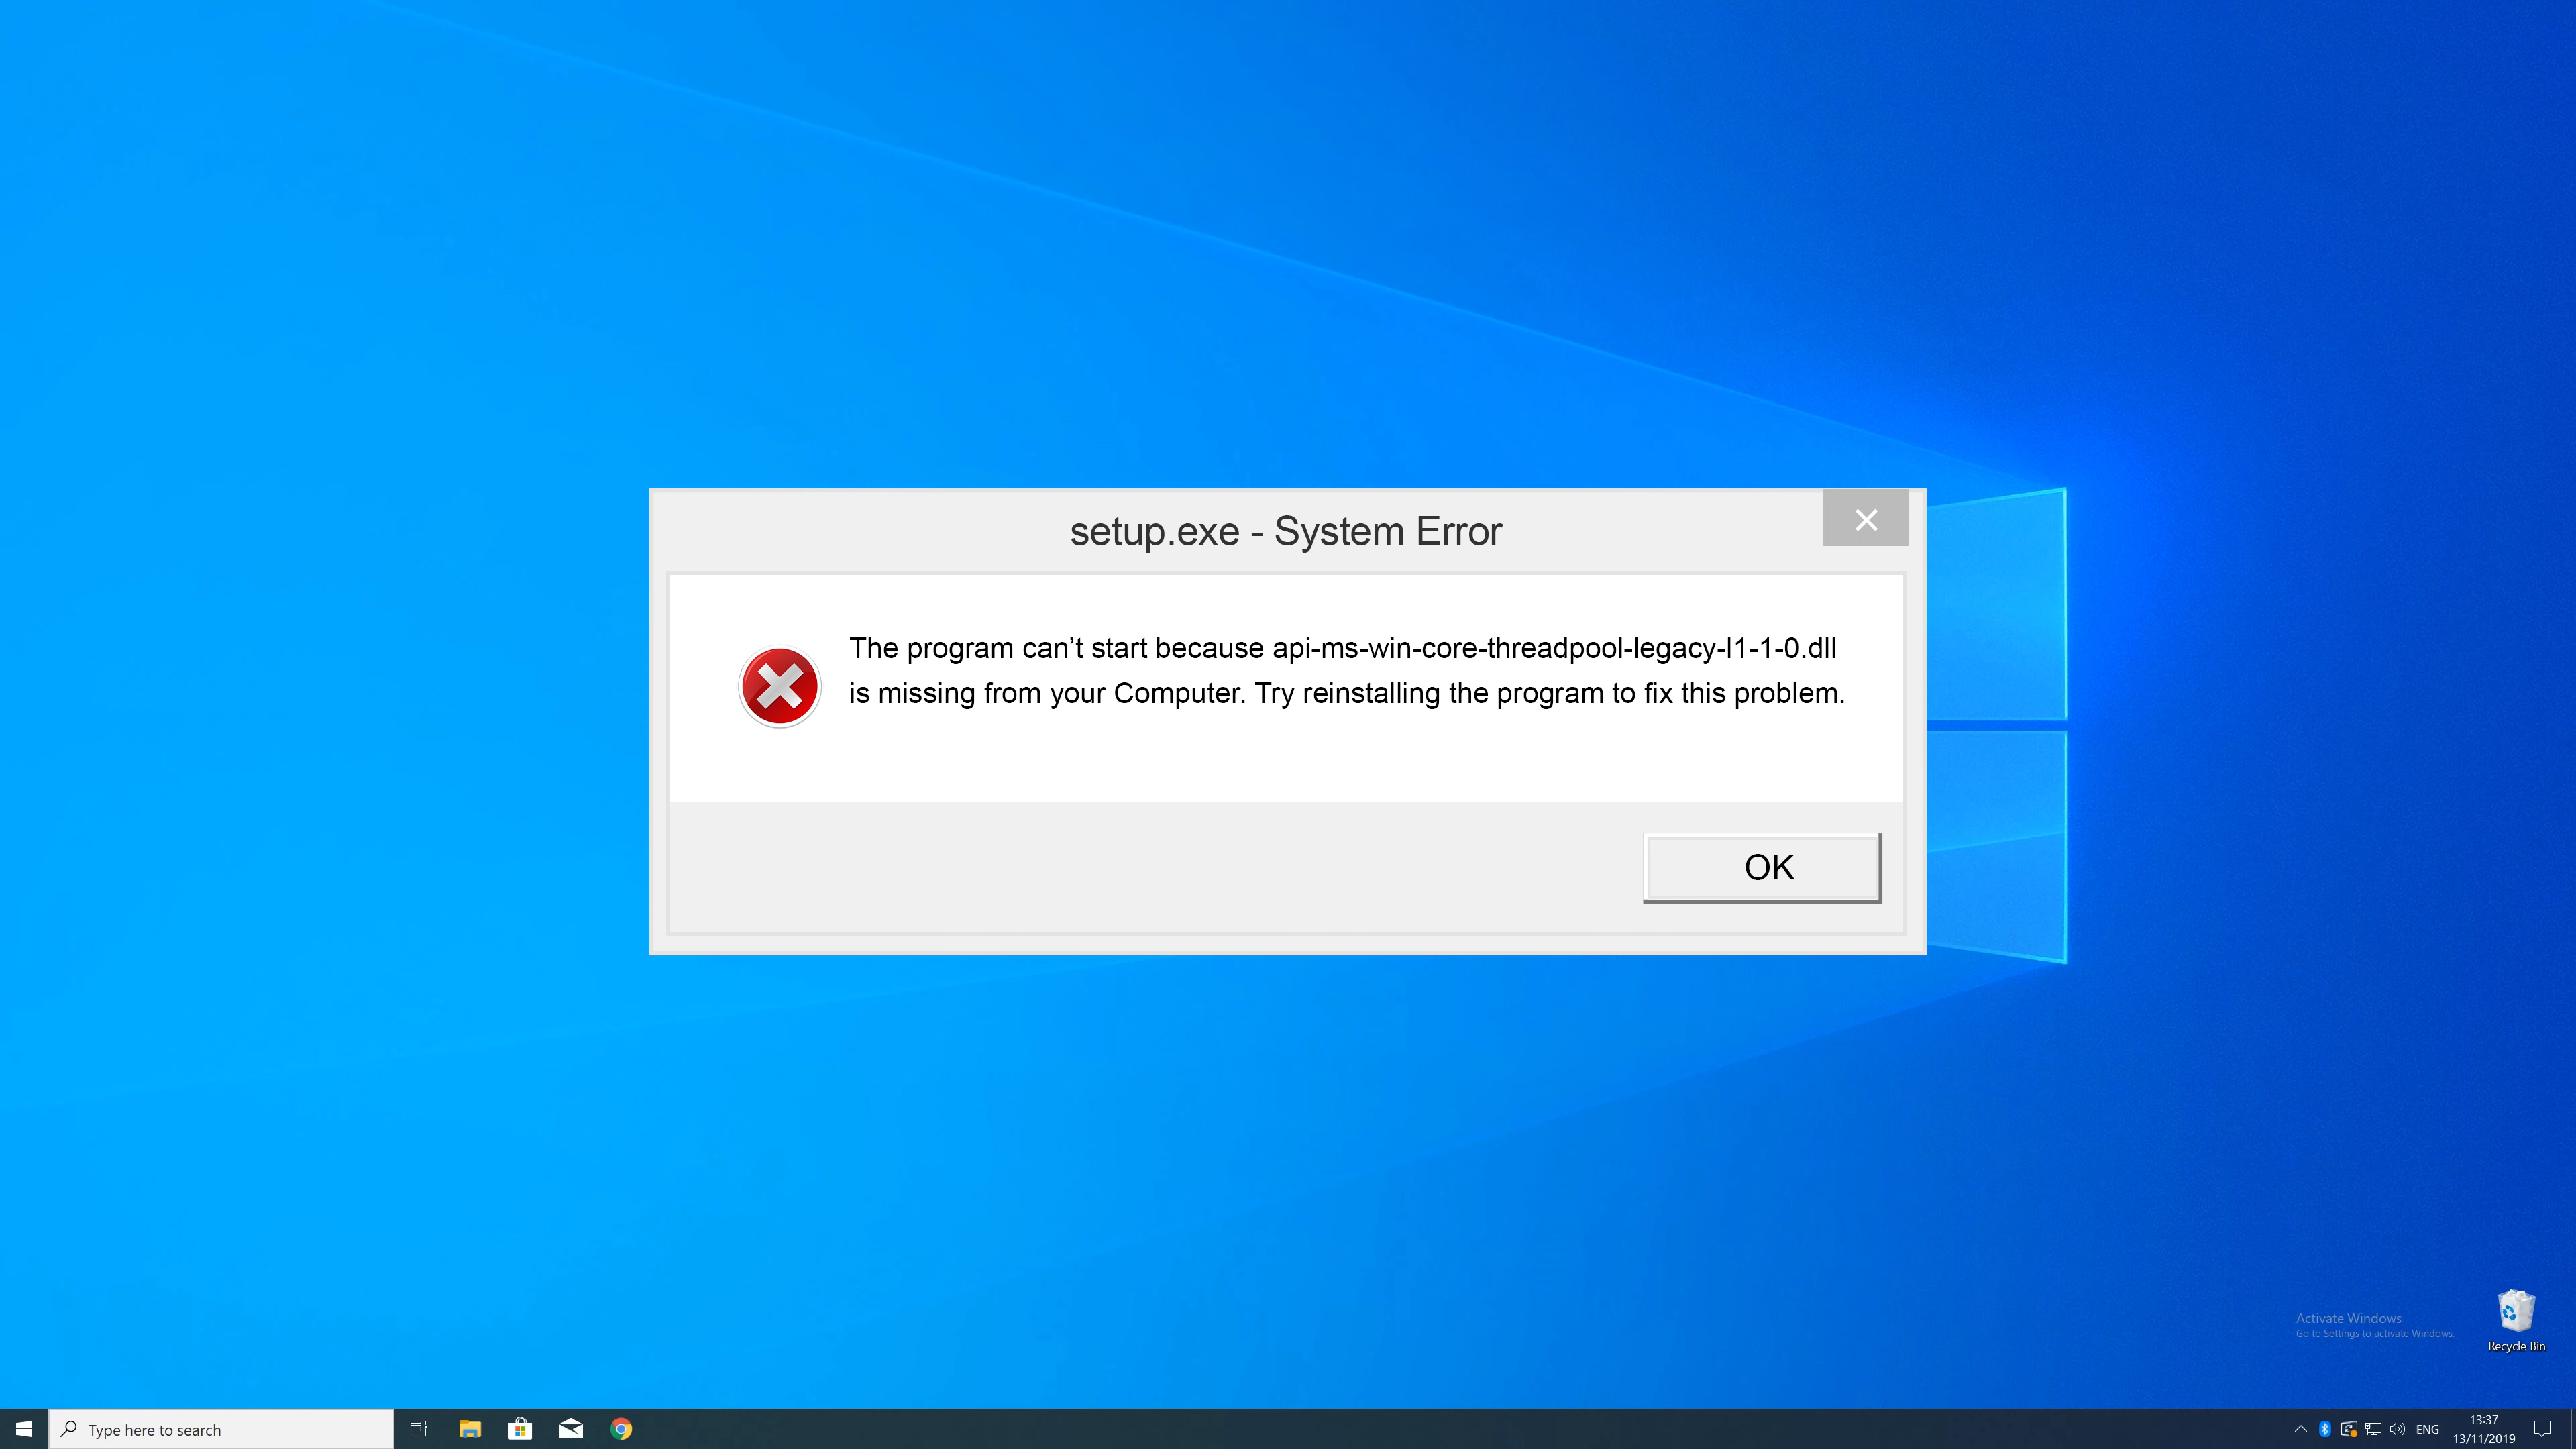 setup.exe - System Error
The program can’t start because api-ms-win-core-threadpool-legacy-l1-1-0.dll
is missing from your Computer. Try reinstalling the program to fix this problem.
OK
Activate Windows
Go to Settings to activate Windows.
Recycle Bin
Type here to search
ENG
13:37
13/11/2019